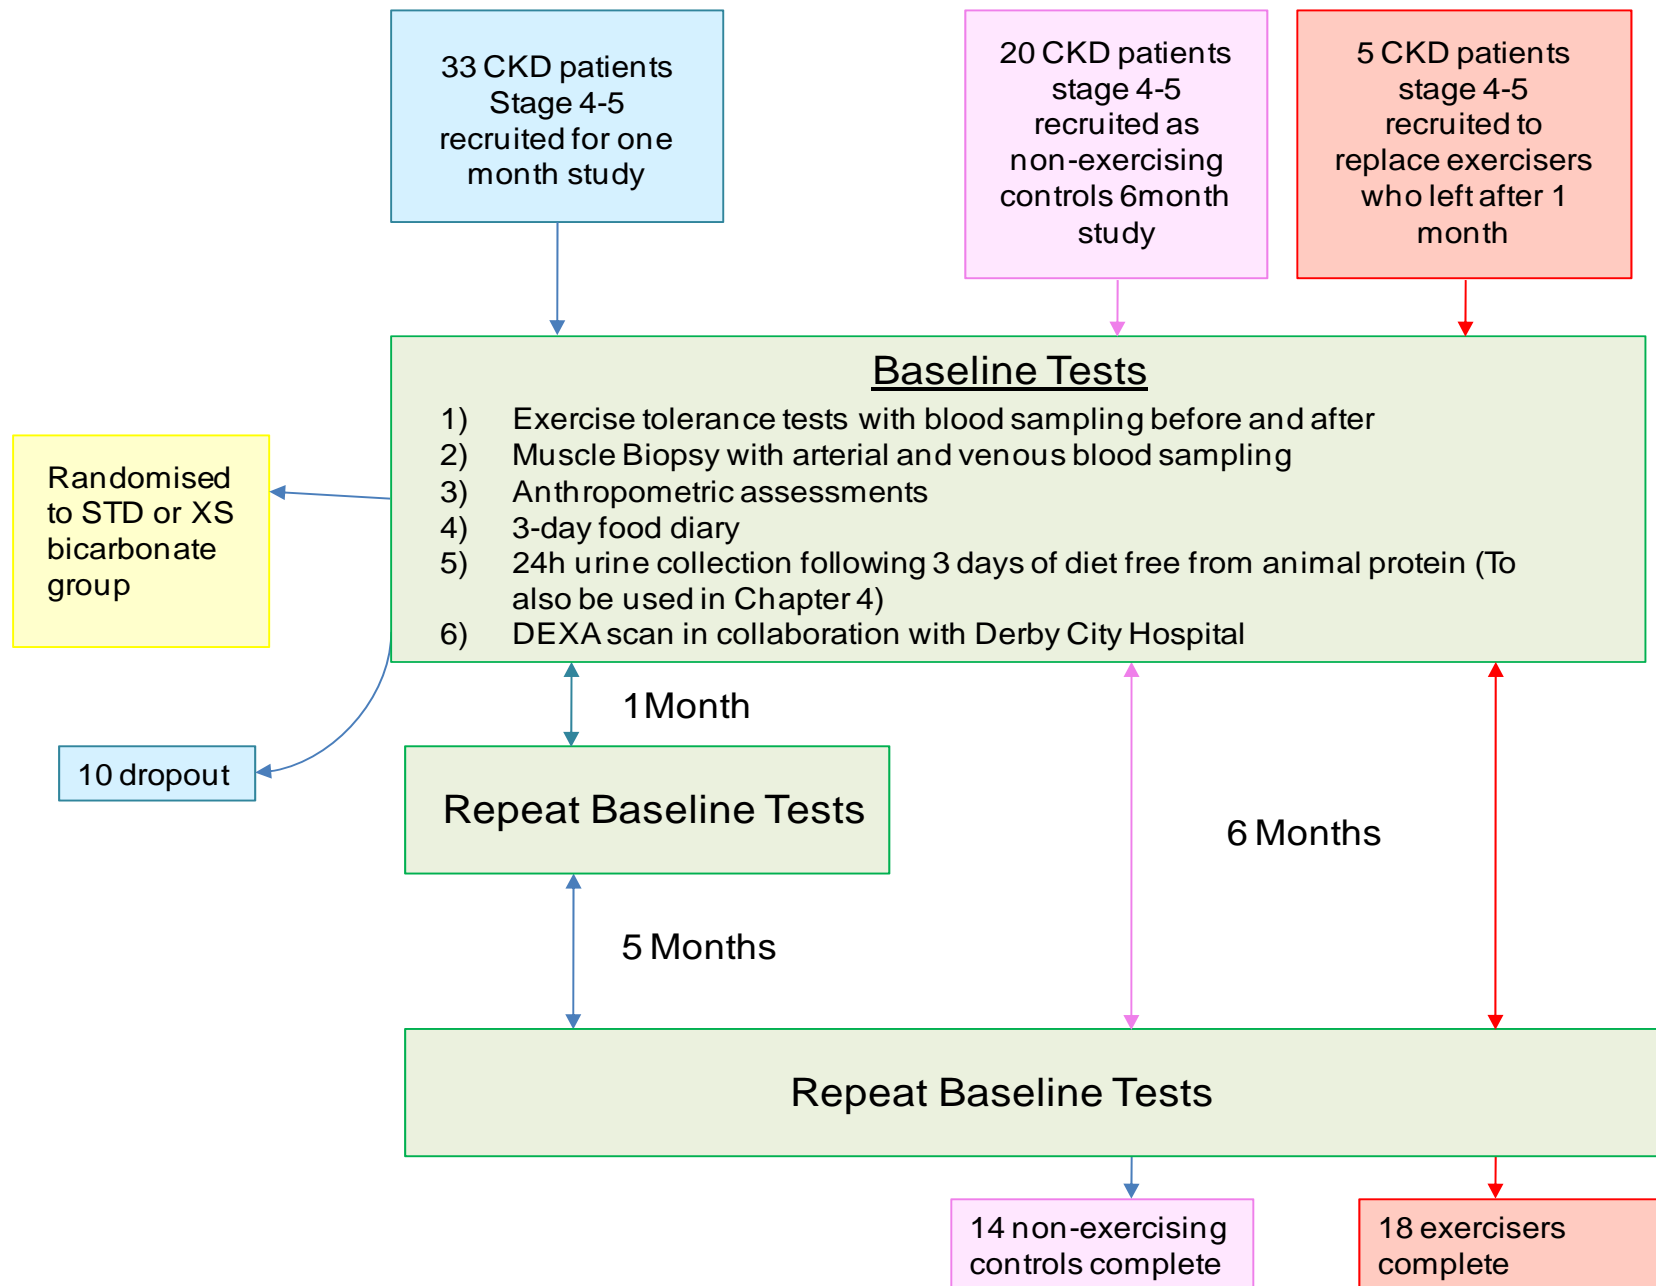 33 CKD patients
Stage 4-5
recruited for one
month study
20 CKD patients
stage 4-5
recruited as
non-exercising
controls 6month
study
5 CKD patients
stage 4-5
recruited to
replace exercisers
who left after 1
month
Baseline Tests
1) Exercise tolerance tests with blood sampling before and after
2) Muscle Biopsy with arterial and venous blood sampling
3) Anthropometric assessments
4) 3-day food diary
5) 24h urine collection following 3 days of diet free from animal protein (To
also be used in Chapter 4)
6) DEXA scan in collaboration with Derby City Hospital
Randomised
to STD or XS
bicarbonate
group
1Month
10 dropout
Repeat Baseline Tests
6 Months
5 Months
Repeat Baseline Tests
14 non-exercising
controls complete
18 exercisers
complete